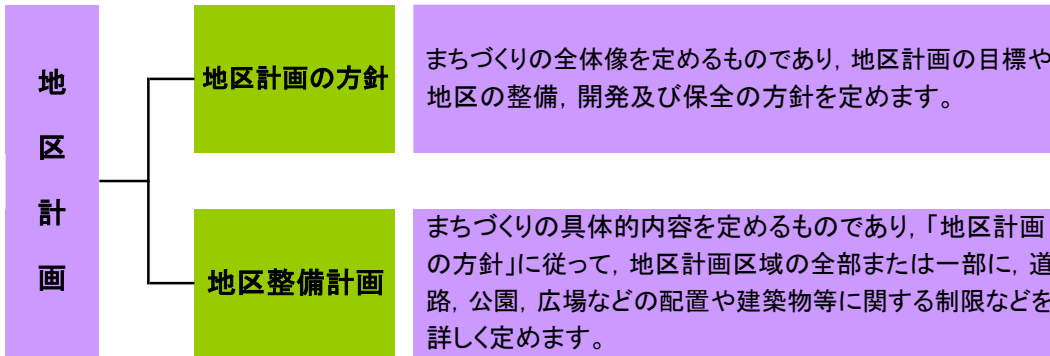 地区計画
地区計画の方針
まちづくりの全体像を定めるものであり，地区計画の目標や
地区の整備，開発及び保全の方針を定めます。
地区整備計画
まちづくりの具体的内容を定めるものであり，「地区計画
の方針」に従って，地区計画区域の全部または一部に，道
路，公園，広場などの配置や建築物等に関する制限などを
詳しく定めます。